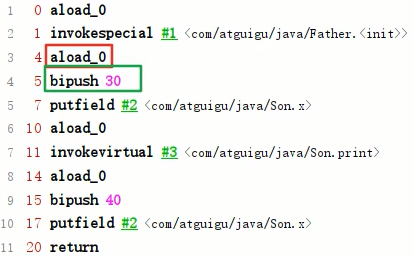 1 0 aload_0
2 1 invokespecial #1 <com/atguigu/java/Father.<init>>
3 4 aload_0
4 5 bipush 30
5 7 putfield #2 <com/atguigu/java/Son.x>
6 10 aload_0
7 11 invokevirtual #3 <com/atguigu/java/Son.print>
8 14 aload_0
9 15 bipush 40
10 17 putfield #2 <com/atguigu/java/Son.x>
11 20 return